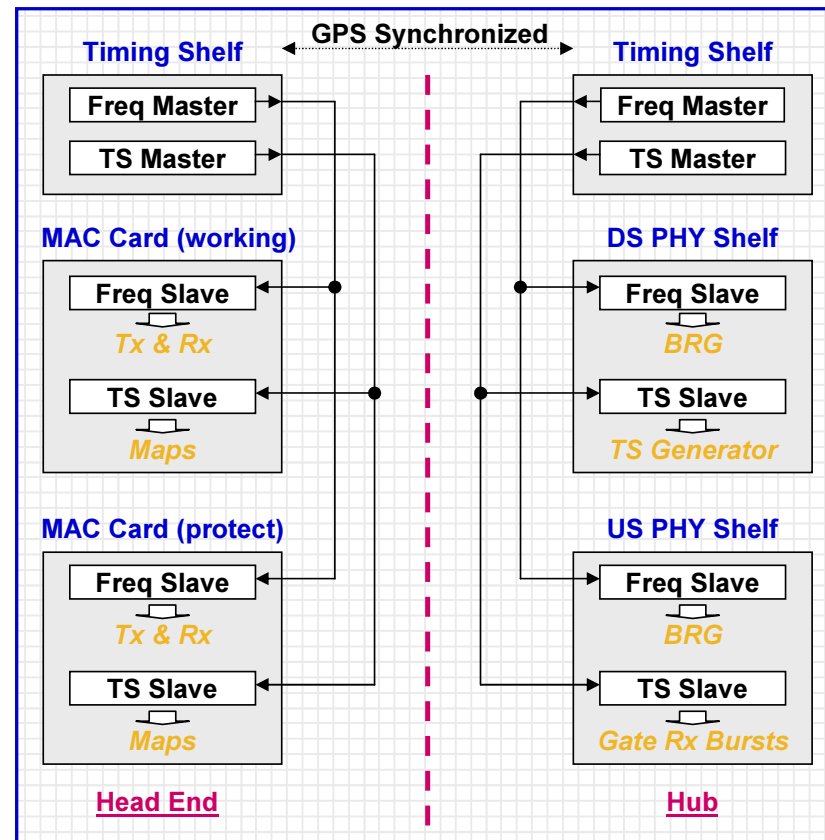 GPS Synchronized
Timing Shelf
Freq Master
TS Master
MAC Card (working)
Freq Slave
Tx & Rx
TS Slave
Maps
MAC Card (protect)
Freq Slave
Tx & Rx
TS Slave
Maps
Head End
Timing Shelf
Freq Master
TS Master
DS PHY Shelf
Freq Slave
BRG
TS Slave
TS Generator
US PHY Shelf
Freq Slave
BRG
TS Slave
Gate Rx Bursts
Hub